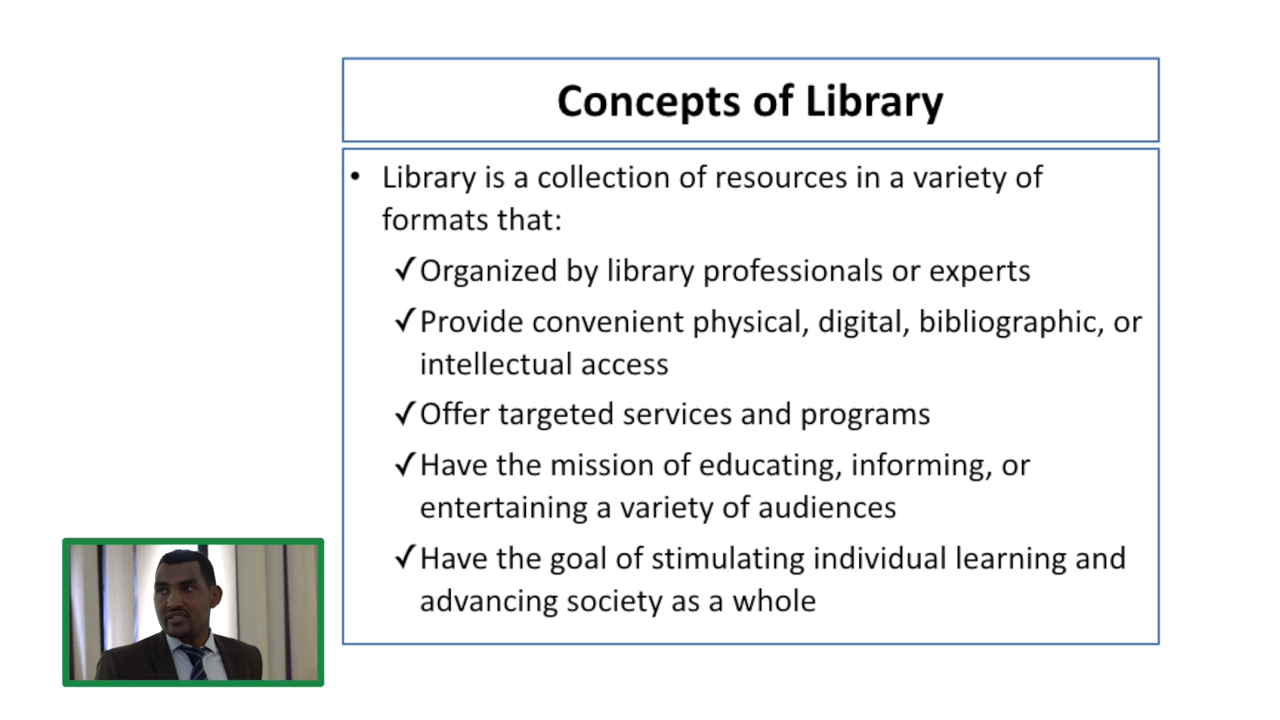 Concepts of Library
• Library is a collection of resources in a variety of
formats that:
✓Organized by library professionals or experts
✓Provide convenient physical, digital, bibliographic, or
intellectual access
✓Offer targeted services and programs
✓Have the mission of educating, informing, or
entertaining a variety of audiences
✓Have the goal of stimulating individual learning and
advancing society as a whole